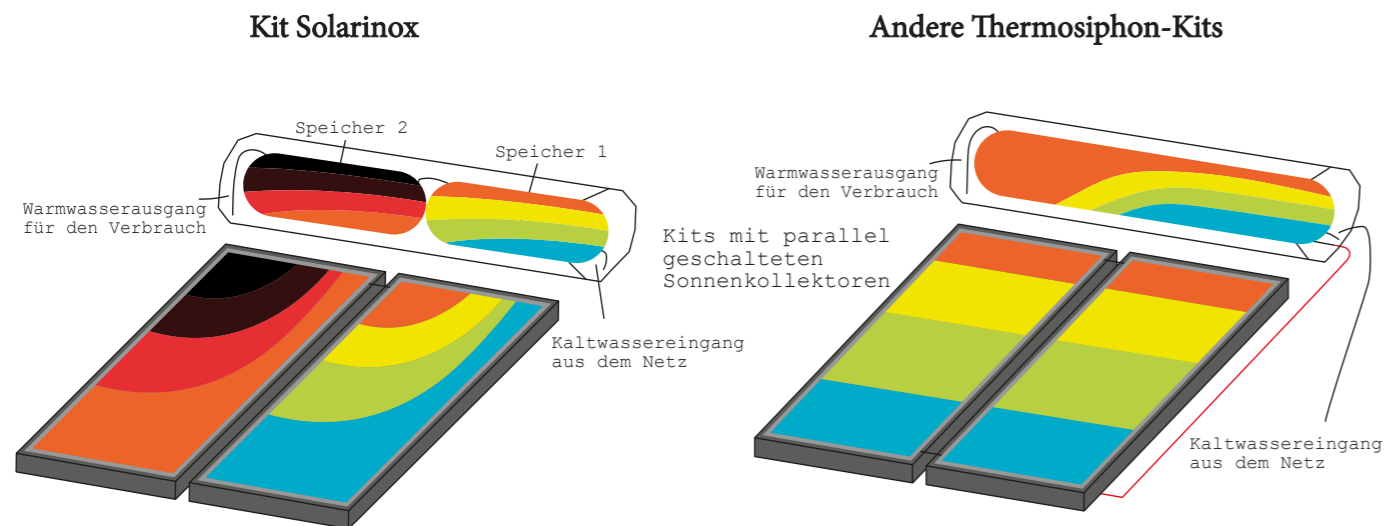 Kit Solarinox
Andere Thermosiphon-Kits
Speicher 2
Speicher 1
Warmwasserausgang
für den Verbrauch
Kaltwassereingang
aus dem Netz
Warmwasserausgang
für den Verbrauch
Kits mit parallel
geschalteten
Sonnenkollektoren
Kaltwassereingang
aus dem Netz